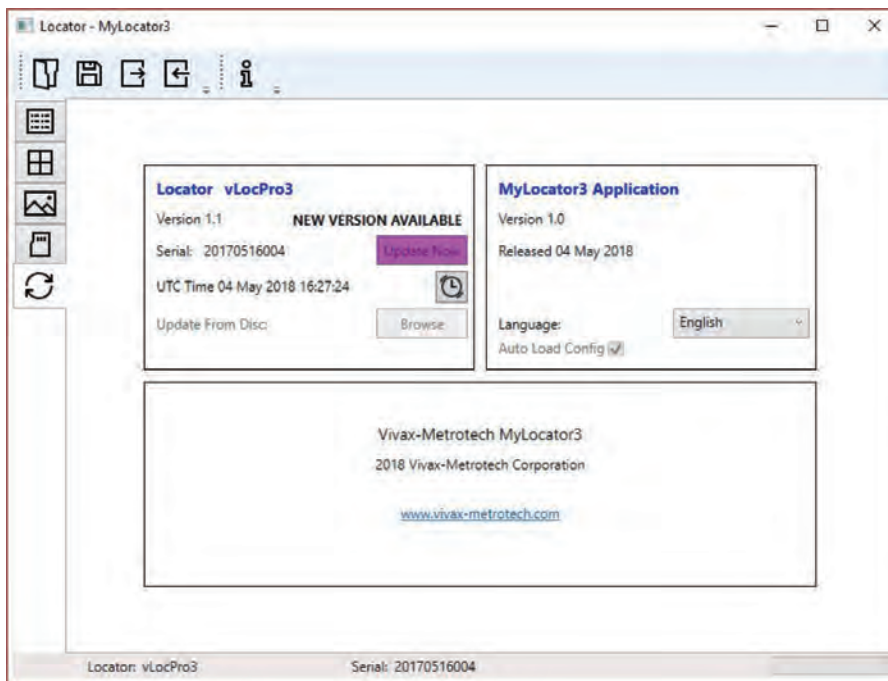 Locator - MyLocator3
Locator vLocPro3
Version 1.1 NEW VERSION AVAILABLE
Serial: 20170516004 Update Now
UTC Time 04 May 2018 16:27:24
Update From Disc: Browse
MyLocator3 Application
Version 1.0
Released 04 May 2018
Language: English
Auto Load Config
Vivax-Metrotech MyLocator3
2018 Vivax-Metrotech Corporation
www.vivax-metrotech.com
Locator: vLocPro3 Serial: 20170516004